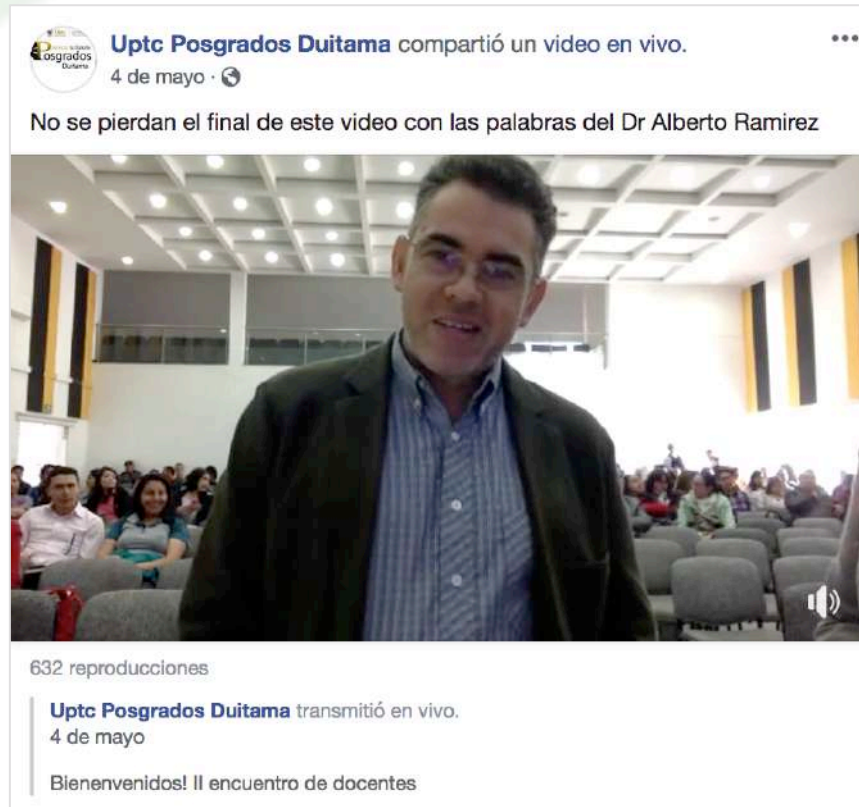 Posgrados
Duitama
Uptc Posgrados Duitama compartió un video en vivo.
4 de mayo ·
No se pierdan el final de este video con las palabras del Dr Alberto Ramirez
632 reproducciones
Uptc Posgrados Duitama transmitió en vivo.
4 de mayo
Bienenvenidos! II encuentro de docentes